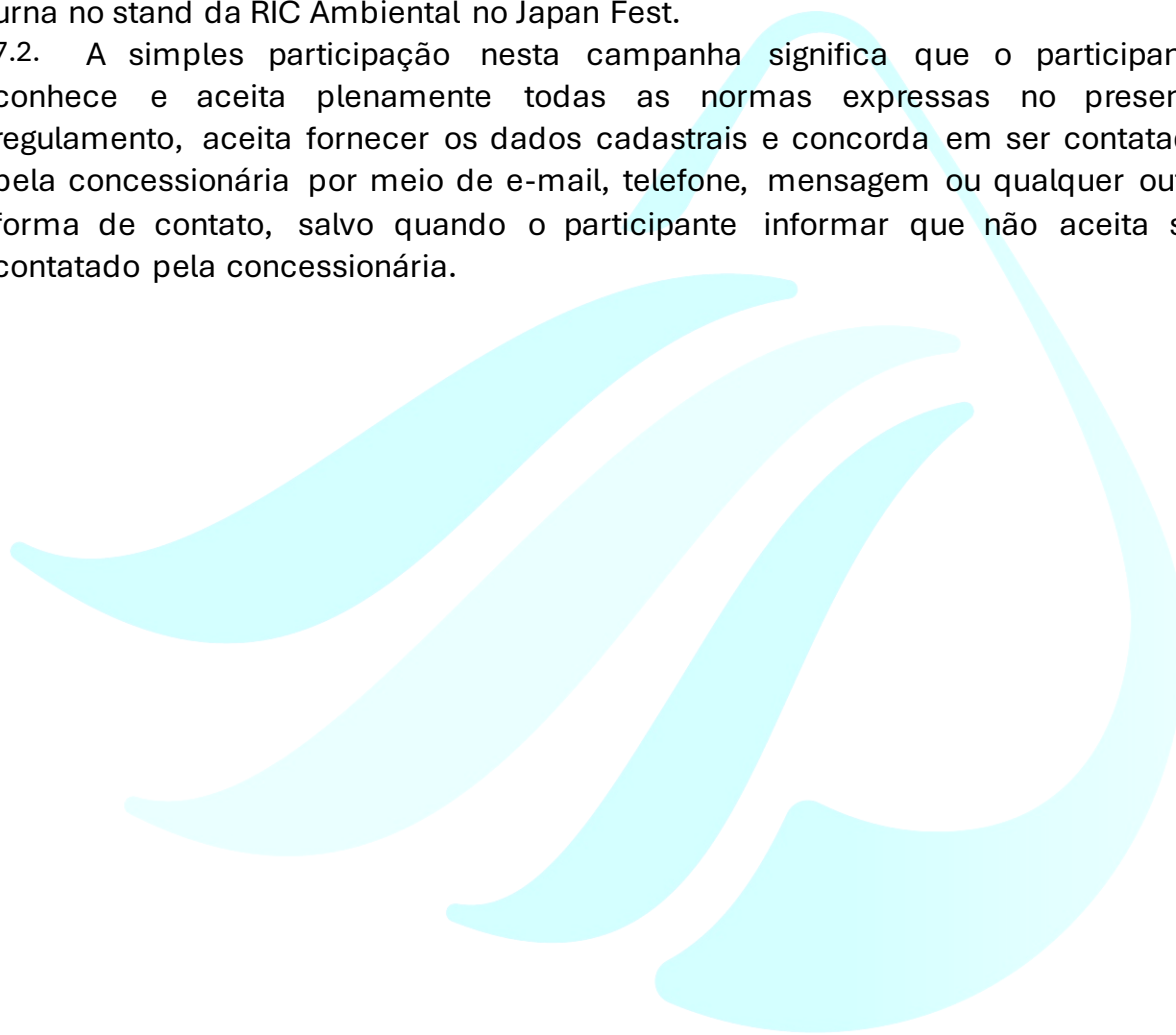 urna no stand da RIC Ambiental no Japan Fest.
7.2. A simples participação nesta campanha significa que o participan
conhece e aceita plenamente todas as normas expressas no presen
regulamento, aceita fornecer os dados cadastrais e concorda em ser contatad
pela concessionária por meio de e-mail, telefone, mensagem ou qualquer out
forma de contato, salvo quando o participante informar que não aceita s
contatado pela concessionária.